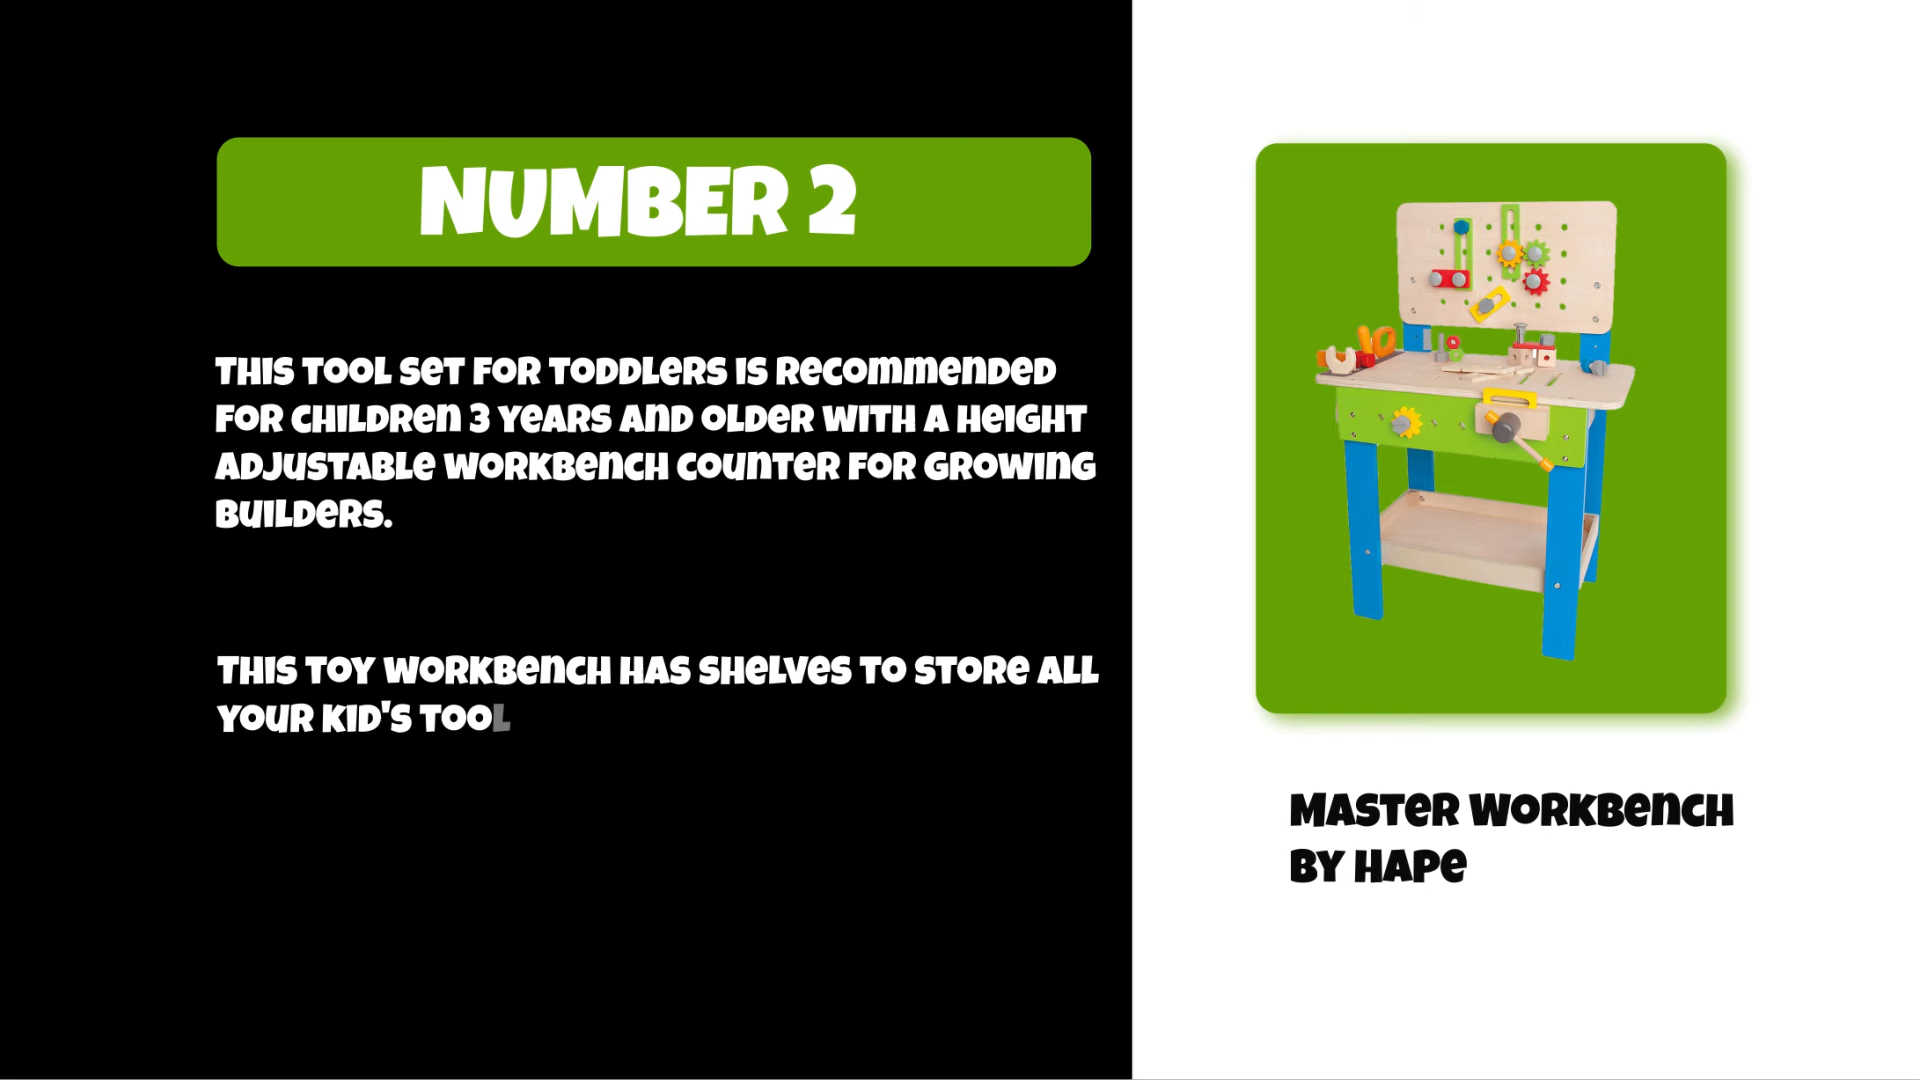 NUMBER 2
THIS TOOL SET FOR TODDLERS IS RECOMMENDED
FOR CHILDREN 3 YEARS AND OLDER WITH A HEIGHT
ADJUSTABLE WORKBENCH COUNTER FOR GROWING
BUILDERS.
THIS TOY WORKBENCH HAS SHELVES TO STORE ALL
YOUR KID'S TOOL
MASTER WORKBENCH
BY HAPE